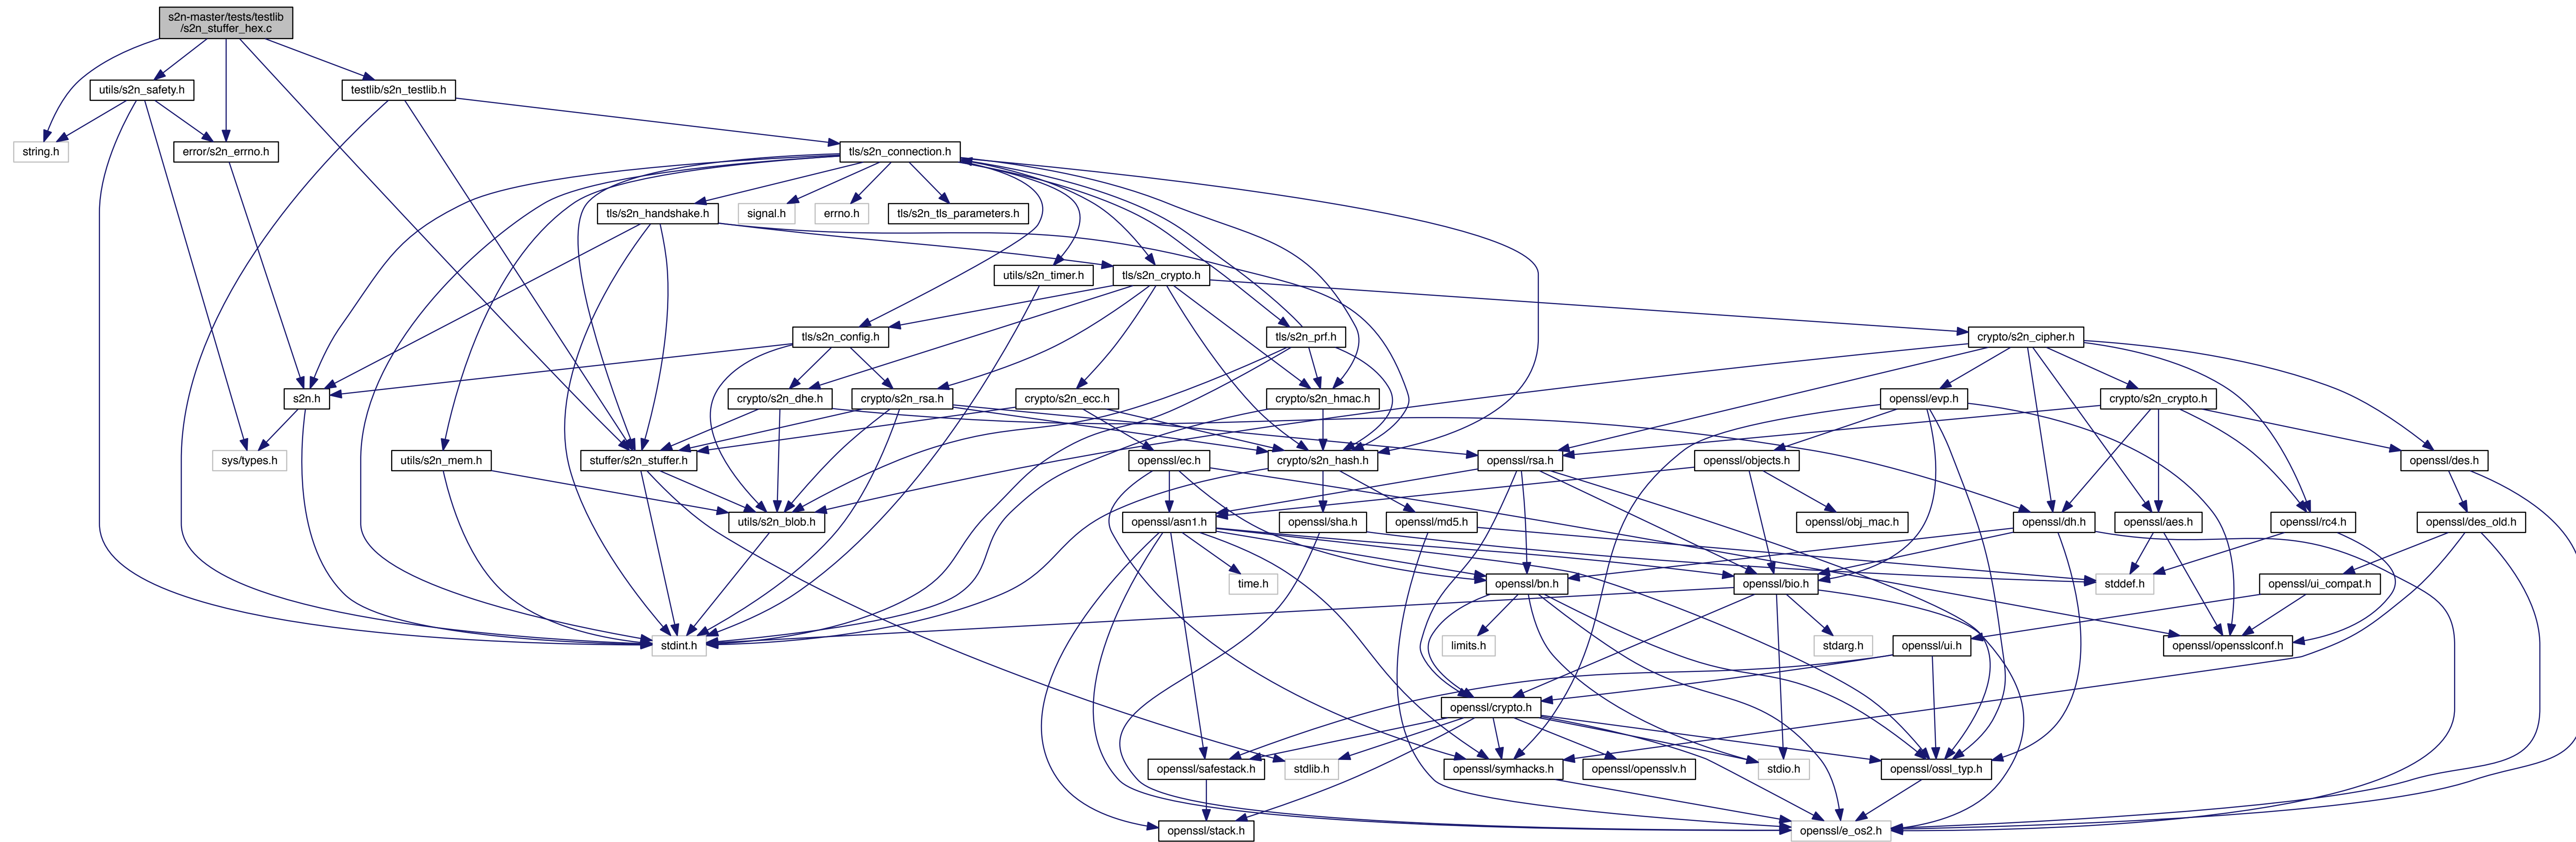 s2n-master/tests/testlib
/s2n_stuffer_hex.c
utils/s2n_safety.h
testlib/s2n_testlib.h
string.h
error/s2n_errno.h
tls/s2n_connection.h
tls/s2n_handshake.h
signal.h
errno.h
tls/s2n_tls_parameters.h
utils/s2n_timer.h
tls/s2n_crypto.h
tls/s2n_config.h
tls/s2n_prf.h
crypto/s2n_cipher.h
s2n.h
crypto/s2n_dhe.h
crypto/s2n_rsa.h
crypto/s2n_ecc.h
crypto/s2n_hmac.h
openssl/evp.h
crypto/s2n_crypto.h
sys/types.h
utils/s2n_mem.h
stuffer/s2n_stuffer.h
openssl/ec.h
crypto/s2n_hash.h
openssl/rsa.h
openssl/objects.h
openssl/des.h
utils/s2n_blob.h
openssl/asn1.h
openssl/sha.h
openssl/md5.h
openssl/obj_mac.h
openssl/dh.h
openssl/aes.h
openssl/rc4.h
openssl/des_old.h
time.h
openssl/bn.h
openssl/bio.h
stddef.h
openssl/ui_compat.h
stdint.h
limits.h
stdarg.h
openssl/ui.h
openssl/opensslconf.h
openssl/crypto.h
openssl/safestack.h
stdlib.h
openssl/symhacks.h
openssl/opensslv.h
stdio.h
openssl/ossl_typ.h
openssl/stack.h
openssl/e_os2.h